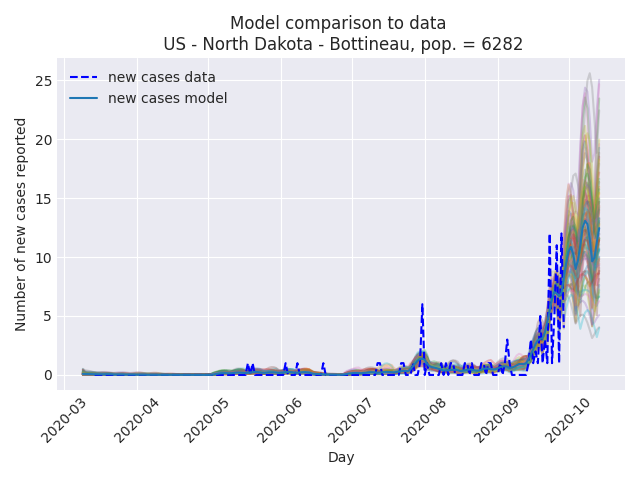 Model comparison to data
US - North Dakota - Bottineau, pop. = 6282
new cases data
new cases model
Number of new cases reported
25
20
15
10
5
0
2020-03
2020-04
2020-05
2020-06
2020-07
2020-08
2020-09
2020-10
Day